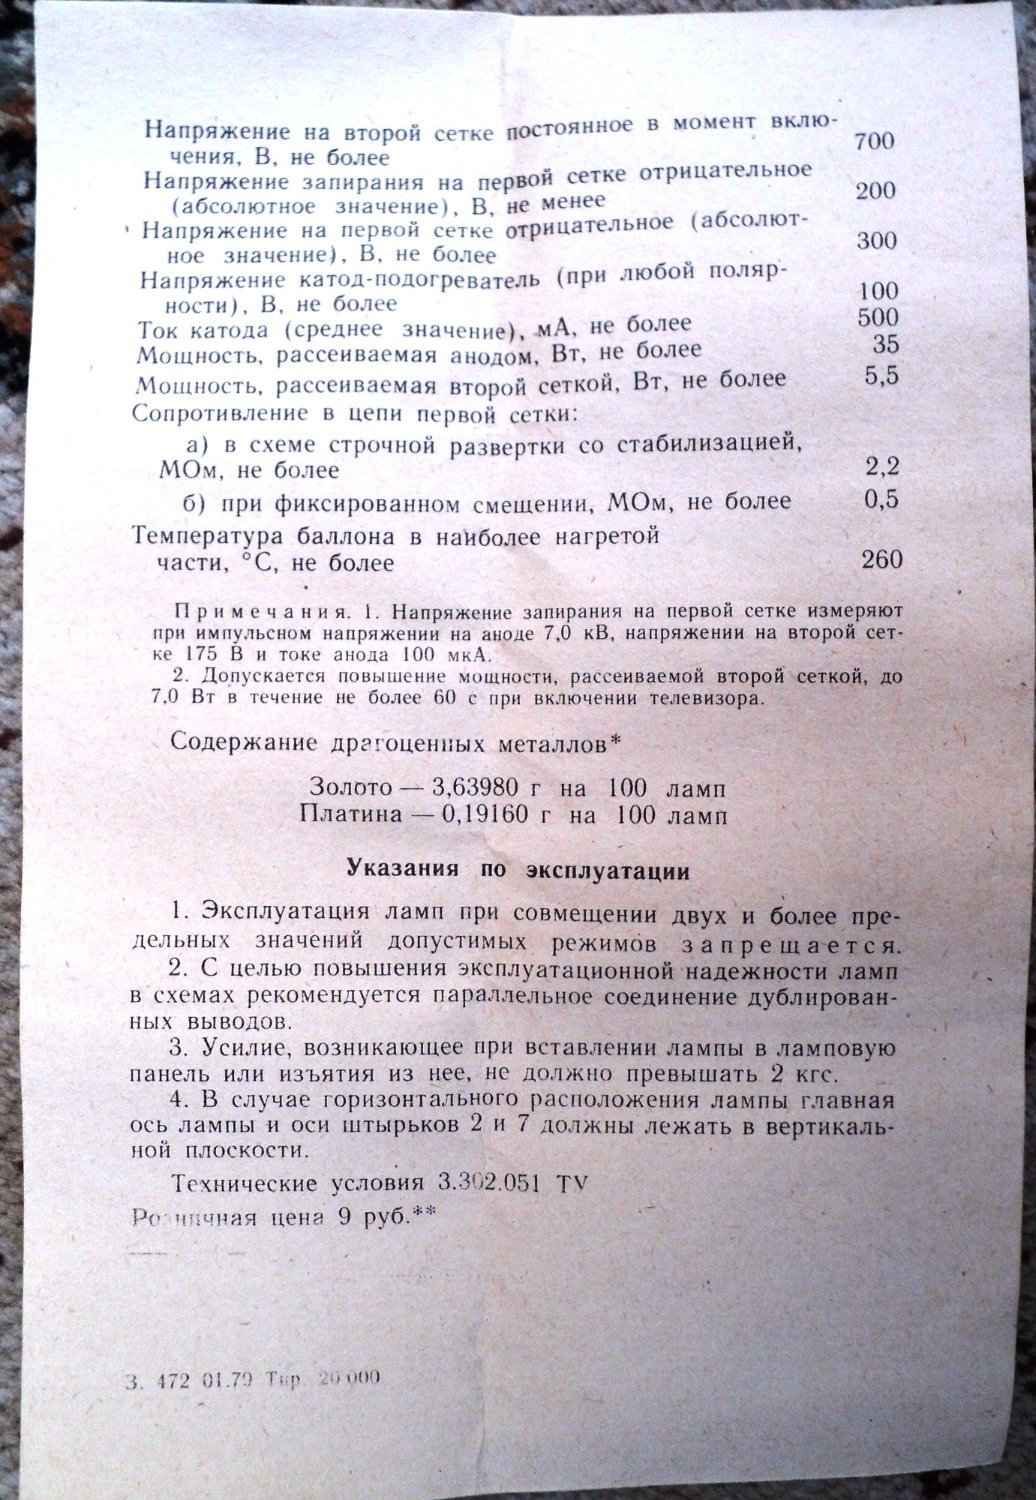 Напряжение на второй сетке постоянное в момент вклю-
чения, В, не более 700
Напряжение запирания на первой сетке отрицательное
(абсолютное значение), В, не менее 200
Напряжение на первой сетке отрицательное (абсолют-
ное значение), В, не более 300
Напряжение катод-подогреватель (при любой поляр-
ности), В, не более 100
Ток катода (среднее значение), мА, не более 500
Мощность, рассеиваемая анодом, Вт, не более 35
Мощность, рассеиваемая второй сеткой, Вт, не более 5,5
Сопротивление в цепи первой сетки:
а) в схеме строчной развертки со стабилизацией,
МОм, не более 2,2
б) при фиксированном смещении, МОм, не более 0,5
Температура баллона в наиболее нагретой
части, °С, не более 260
Примечания. 1. Напряжение запирания на первой сетке измеряют
при импульсном напряжении на аноде 7,0 кВ, напряжении на второй сет-
ке 175 В и токе анода 100 мкА.
2. Допускается повышение мощности, рассеиваемой второй сеткой, до
7,0 Вт в течение не более 60 с при включении телевизора.
Содержание драгоценных металлов*
Золото — 3,63980 г на 100 ламп
Платина — 0,19160 г на 100 ламп
Указания по эксплуатации
1. Эксплуатация ламп при совмещении двух и более пре-
дельных значений допустимых режимов запрещается.
2. С целью повышения эксплуатационной надежности ламп
в схемах рекомендуется параллельное соединение дублирован-
ных выводов.
3. Усилие, возникающее при вставлении лампы в ламповую
панель или изъятия из нее, не должно превышать 2 кгс.
4. В случае горизонтального расположения лампы главная
ось лампы и оси штырьков 2 и 7 должны лежать в вертикаль-
ной плоскости.
Технические условия 3.302.051 TV
Розничная цена 9 руб.**
З. 472 01.79 Тир. 20 000